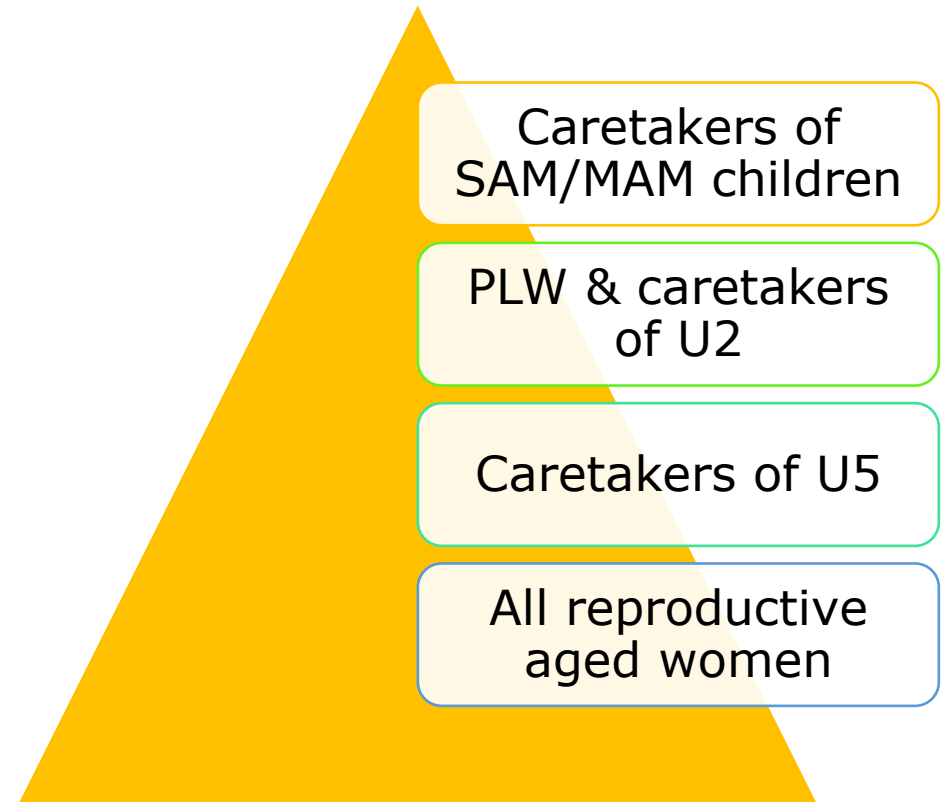 Caretakers of
SAM/MAM children
PLW & caretakers
of U2
Caretakers of U5
All reproductive
aged women